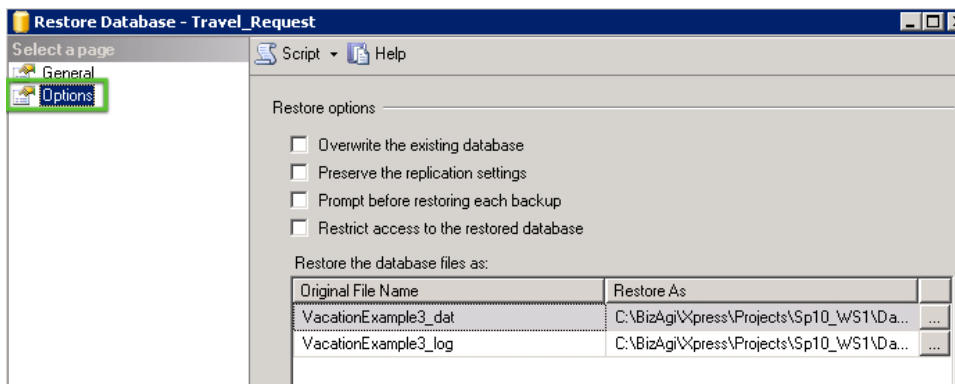 Restore Database - Travel_Request
Select a page
General
Options
Script Help
Restore options
Overwrite the existing database
Preserve the replication settings
Prompt before restoring each backup
Restrict access to the restored database
Restore the database files as:
Original File Name Restore As
VacationExample3_dat C:\BizAgi\Xpress\Projects\Sp10_WS1\Da... ...
VacationExample3_log C:\BizAgi\Xpress\Projects\Sp10_WS1\Da... ...